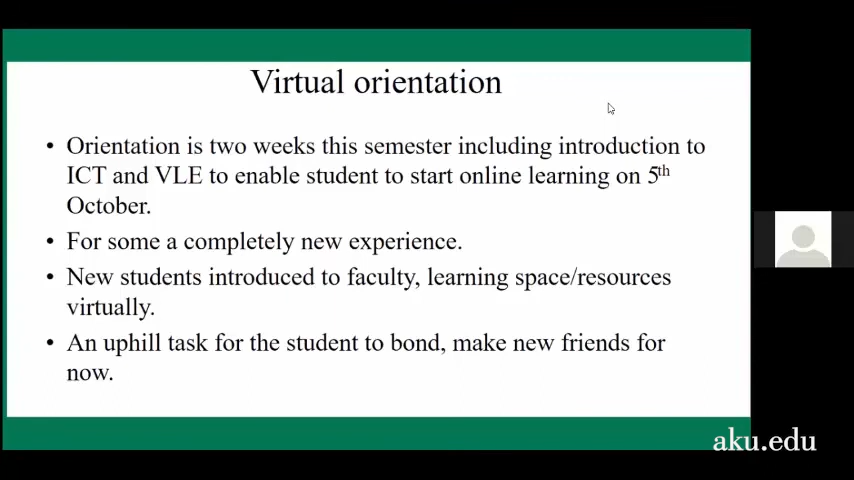 Virtual orientation
• Orientation is two weeks this semester including introduction to
ICT and VLE to enable student to start online learning on 5th
October.
• For some a completely new experience.
• New students introduced to faculty, learning space/resources
virtually.
• An uphill task for the student to bond, make new friends for
now.
aku.edu